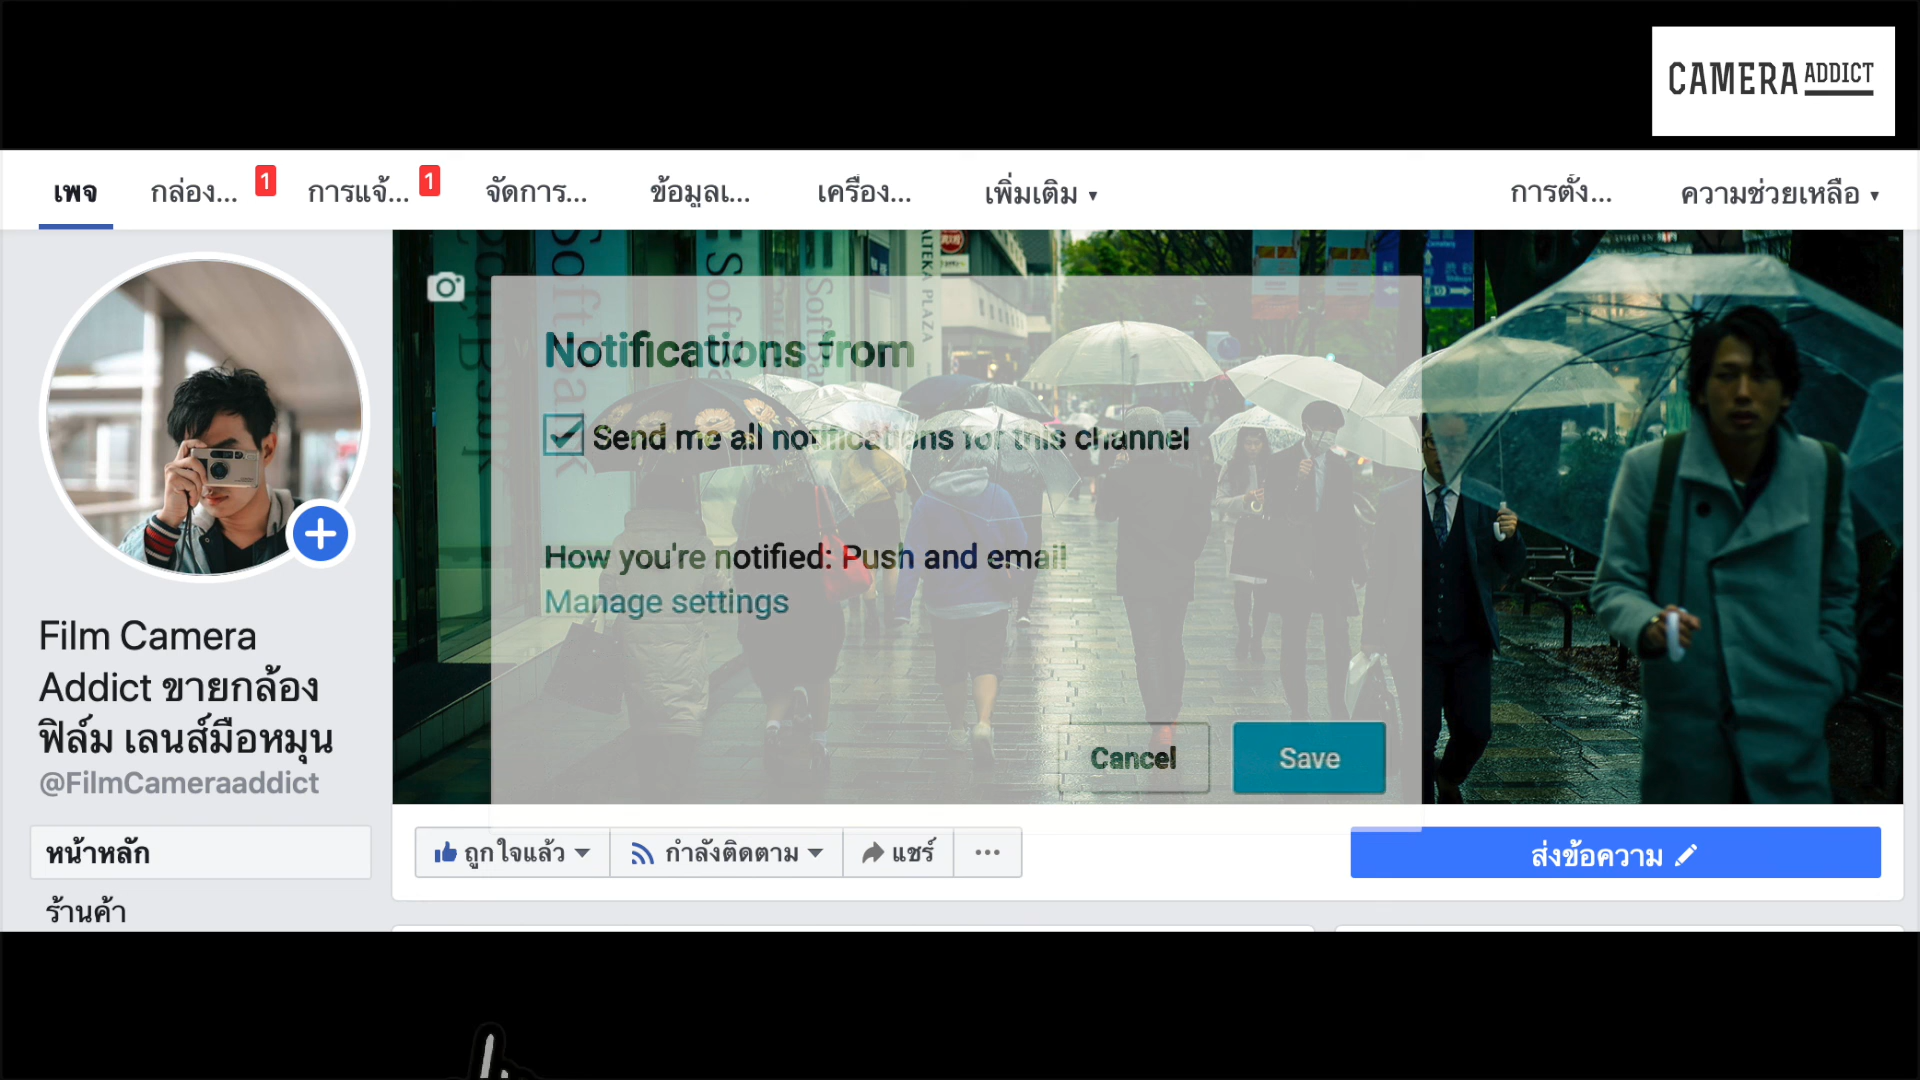 CAMERA ADDICT
เพจ
กล่อง... 1
การแจ้... 1
จัดการ...
ข้อมูลเ...
เครื่อง...
เพิ่มเติม
การตั้ง...
ความช่วยเหลือ
Notifications from
Send me all notifications for this channel
How you're notified: Push and email
Manage settings
Cancel
Save
Film Camera
Addict ขายกล้อง
ฟิล์ม เลนส์มือหมุน
@FilmCameraaddict
หน้าหลัก
ร้านค้า
ถูกใจแล้ว
กำลังติดตาม
แชร์
...
ส่งข้อความ
SoftBank
SoftBank
ALTEKA PLAZA